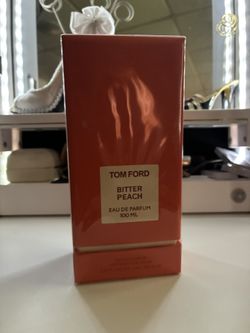 TOM FORD
BITTER
PEACH
EAU DE PARFUM
100 ML